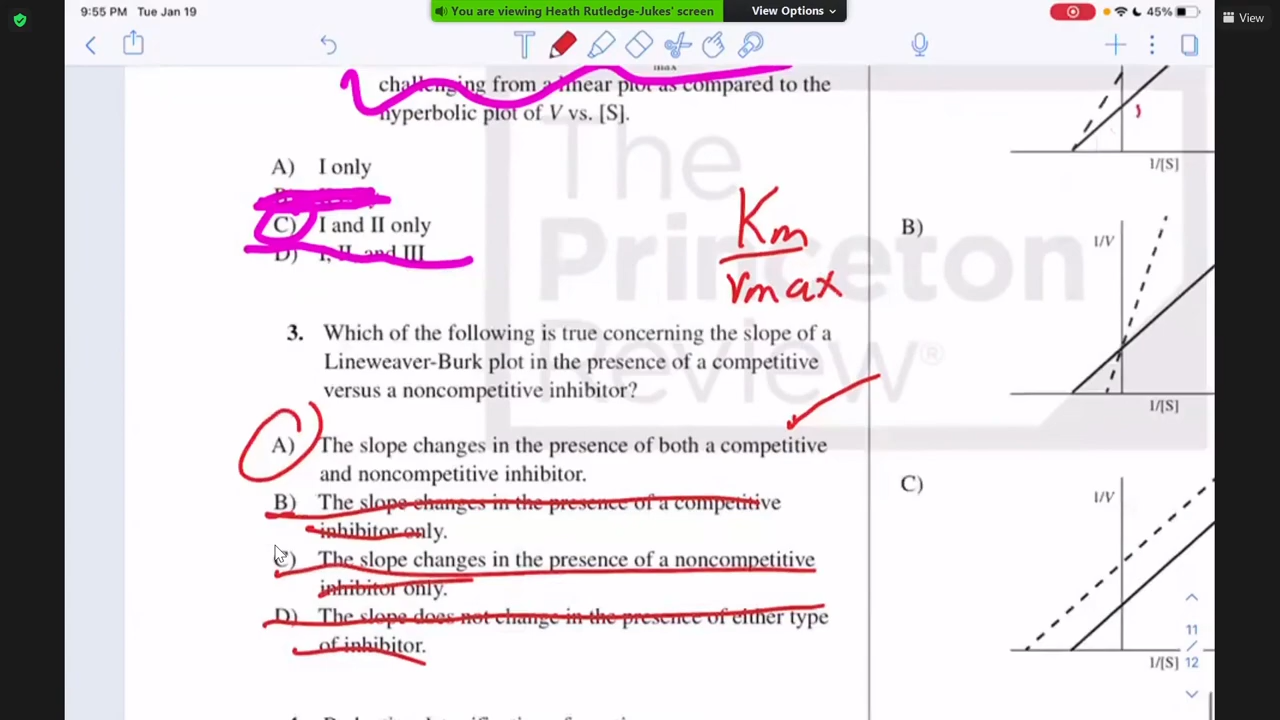 9:55 PM Tue Jan 19
You are viewing Heath Rutledge-Jukes' screen
View Options
45%
View
T
max
challenging from a linear plot as compared to the
hyperbolic plot of V vs. [S].
A) I only
C) I and II only
D) I, II, and III
Km
Vmax
3. Which of the following is true concerning the slope of a
Lineweaver-Burk plot in the presence of a competitive
versus a noncompetitive inhibitor?
A) The slope changes in the presence of both a competitive
and noncompetitive inhibitor.
B) The slope changes in the presence of a competitive
inhibitor only.
C) The slope changes in the presence of a noncompetitive
inhibitor only.
D) The slope does not change in the presence of either type
of inhibitor.
1/[S]
B)
1/V
1/[S]
C)
1/V
1/[S]
11
/
12
The
Princeton
Review®